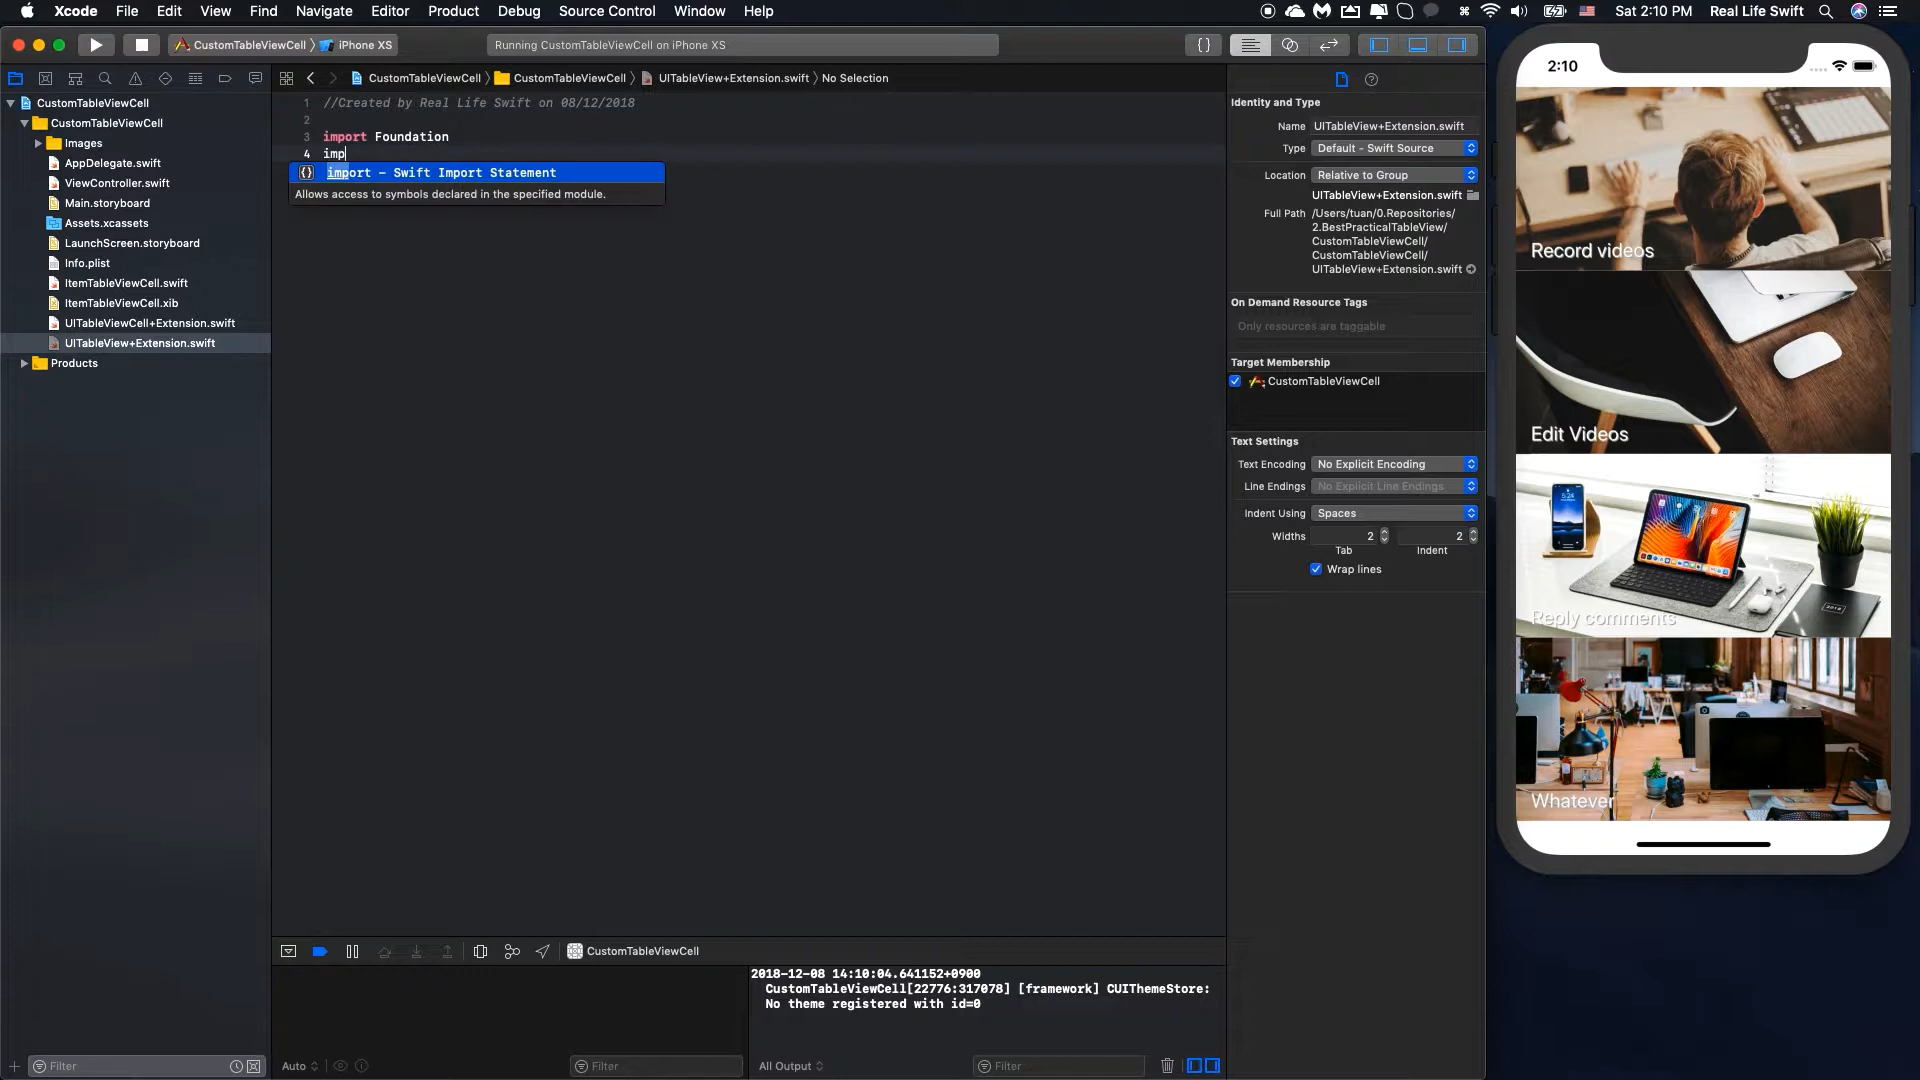 Xcode File Edit View Find Navigate Editor Product Debug Source Control Window Help
Sat 2:10 PM Real Life Swift
CustomTableViewCell iPhone XS
Running CustomTableViewCell on iPhone XS
{}
CustomTableViewCell
CustomTableViewCell
Images
AppDelegate.swift
ViewController.swift
Main.storyboard
Assets.xcassets
LaunchScreen.storyboard
Info.plist
ItemTableViewCell.swift
ItemTableViewCell.xib
UITableViewCell+Extension.swift
UITableView+Extension.swift
Products
Filter
CustomTableViewCell CustomTableViewCell UITableView+Extension.swift No Selection
1 //Created by Real Life Swift on 08/12/2018
2
3 import Foundation
4 imp
{} import – Swift Import Statement
Allows access to symbols declared in the specified module.
CustomTableViewCell
Auto
Filter
2018-12-08 14:10:04.641152+0900
CustomTableViewCell[22776:317078] [framework] CUIThemeStore:
No theme registered with id=0
All Output
Filter
Identity and Type
Name UITableView+Extension.swift
Type Default - Swift Source
Location Relative to Group
UITableView+Extension.swift
Full Path /Users/tuan/0.Repositories/
2.BestPracticalTableView/
CustomTableViewCell/
CustomTableViewCell/
UITableView+Extension.swift
On Demand Resource Tags
Only resources are taggable
Target Membership
CustomTableViewCell
Text Settings
Text Encoding No Explicit Encoding
Line Endings No Explicit Line Endings
Indent Using Spaces
Widths 2 2
Tab Indent
Wrap lines
2:10
Record videos
Edit Videos
5:24
2019
Reply comments
Whatever